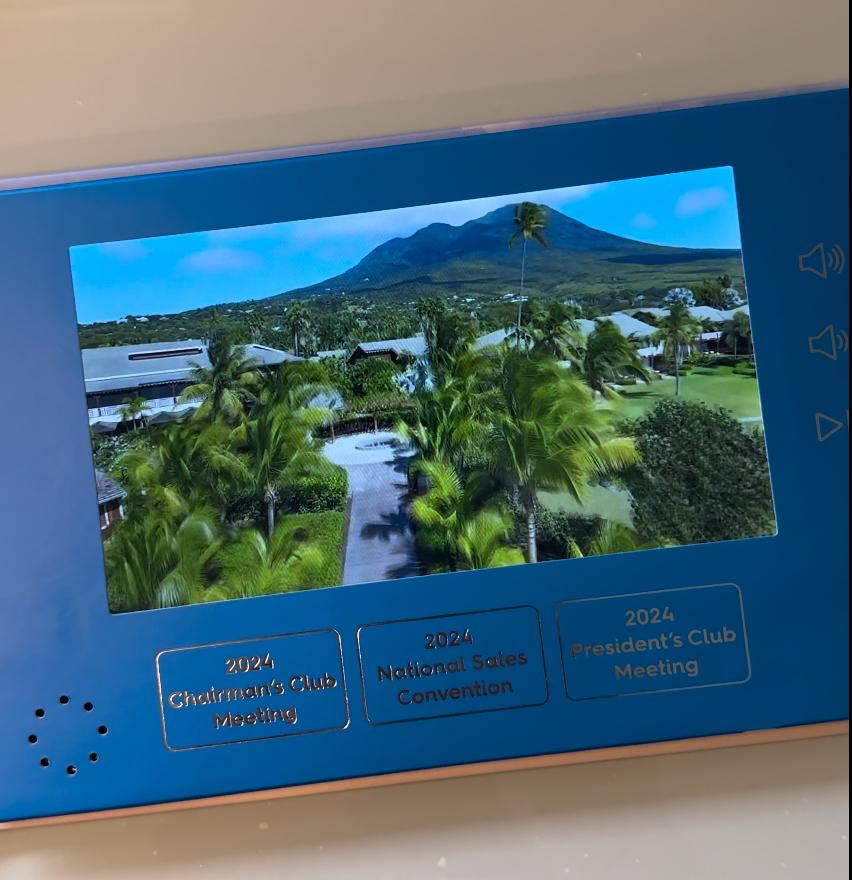 2024
Chairman's Club
Meeting
2024
National Sales
Convention
2024
President's Club
Meeting